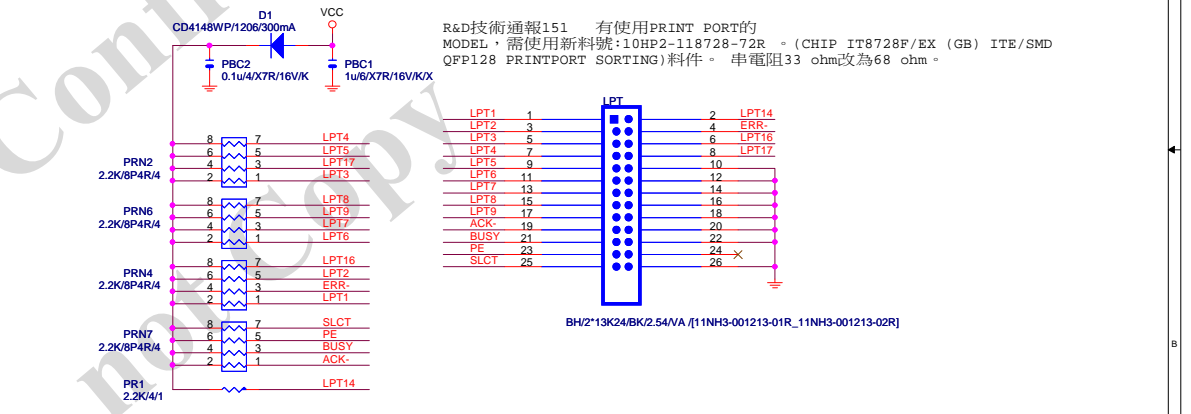 D1
CD4148WP/1206/300mA
VCC
PBC2
0.1u/4/X7R/16V/K
PBC1
1u/6/X7R/16V/K/X
R&D技術通報151 有使用PRINT PORT的
MODEL，需使用新料號:10HP2-118728-72R 。(CHIP IT8728F/EX (GB) ITE/SMD
QFP128 PRINTPORT SORTING)料件。 串電阻33 ohm改為68 ohm。
PRN2
2.2K/8P4R/4
8 7 LPT4
6 5 LPT5
4 3 LPT17
2 1 LPT3
PRN6
2.2K/8P4R/4
8 7 LPT8
6 5 LPT9
4 3 LPT7
2 1 LPT6
PRN4
2.2K/8P4R/4
8 7 LPT16
6 5 LPT2
4 3 ERR-
2 1 LPT1
PRN7
2.2K/8P4R/4
8 7 SLCT
6 5 PE
4 3 BUSY
2 1 ACK-
PR1
2.2K/4/1
LPT14
LPT
LPT1 1 2 LPT14
LPT2 3 4 ERR-
LPT3 5 6 LPT16
LPT4 7 8 LPT17
LPT5 9 10
LPT6 11 12
LPT7 13 14
LPT8 15 16
LPT9 17 18
ACK- 19 20
BUSY 21 22
PE 23 24
SLCT 25 26
BH/2*13K24/BK/2.54/VA /[11NH3-001213-01R_11NH3-001213-02R]
B
not Copy